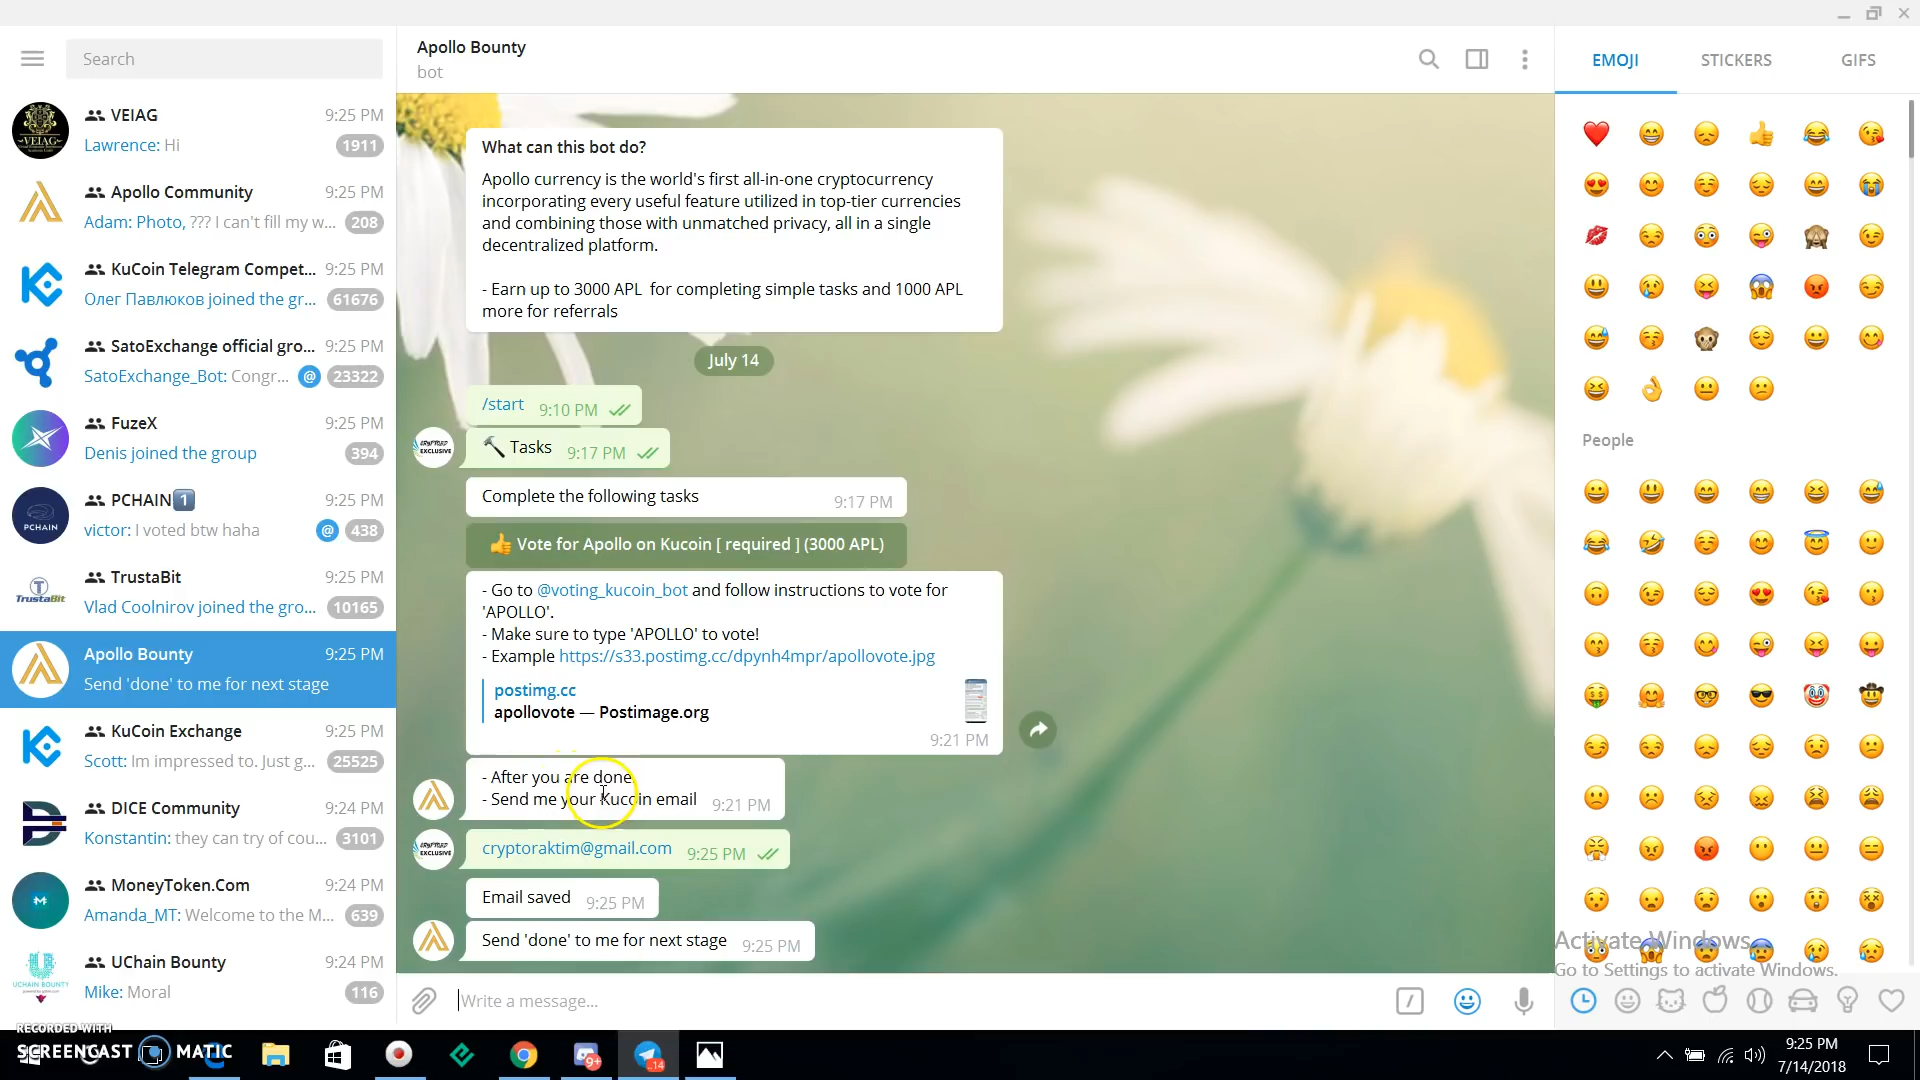 Search
VEIAG 9:25 PM
Lawrence: Hi 1911
Apollo Community 9:25 PM
Adam: Photo, ??? I can't fill my w... 208
KuCoin Telegram Compet... 9:25 PM
Олег Павлюков joined the gr... 61676
SatoExchange official gro... 9:25 PM
SatoExchange_Bot: Congr... @ 23322
FuzeX 9:25 PM
Denis joined the group 394
PCHAIN1️⃣ 9:25 PM
victor: I voted btw haha @ 438
PCHAIN
TrustaBit 9:25 PM
Vlad Coolnirov joined the gro... 10165
TrustaBit
Apollo Bounty 9:25 PM
Send 'done' to me for next stage
KuCoin Exchange 9:25 PM
Scott: Im impressed to. Just g... 25525
DICE Community 9:24 PM
Konstantin: they can try of cou... 3101
MoneyToken.Com 9:24 PM
Amanda_MT: Welcome to the M... 639
UChain Bounty 9:24 PM
Mike: Moral 116
UCHAIN BOUNTY
Apollo Bounty
bot
What can this bot do?
Apollo currency is the world's first all-in-one cryptocurrency
incorporating every useful feature utilized in top-tier currencies
and combining those with unmatched privacy, all in a single
decentralized platform.
- Earn up to 3000 APL for completing simple tasks and 1000 APL
more for referrals
July 14
/start 9:10 PM
Tasks 9:17 PM
Complete the following tasks 9:17 PM
Vote for Apollo on Kucoin [ required ] (3000 APL)
- Go to @voting_kucoin_bot and follow instructions to vote for
'APOLLO'.
- Make sure to type 'APOLLO' to vote!
- Example https://s33.postimg.cc/dpynh4mpr/apollovote.jpg
postimg.cc
apollovote — Postimage.org
9:21 PM
- After you are done
- Send me your Kucoin email 9:21 PM
cryptoraktim@gmail.com 9:25 PM
Email saved 9:25 PM
Send 'done' to me for next stage 9:25 PM
Write a message...
EMOJI STICKERS GIFS
People
Activate Windows
Go to Settings to activate Windows.
RECORDED WITH
SCREENCAST MATIC
9+
..14
9:25 PM
7/14/2018